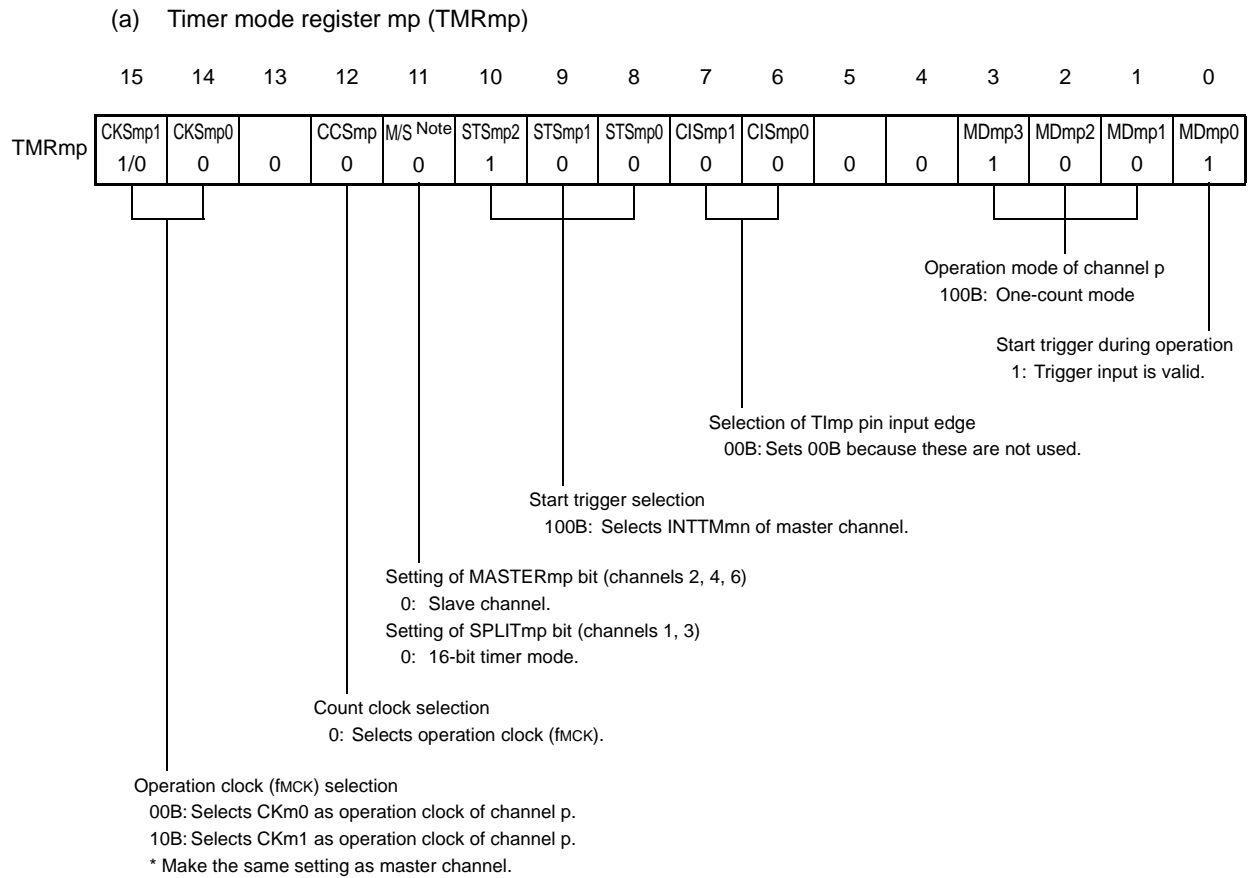 (a) Timer mode register mp (TMRmp)
15 14 13 12 11 10 9 8 7 6 5 4 3 2 1 0
CKSmp1 CKSmp0 CCSmp M/S Note STSmp2 STSmp1 STSmp0 CISmp1 CISmp0 MDmp3 MDmp2 MDmp1 MDmp0
TMRmp
1/0 0 0 0 0 1 0 0 0 0 0 0 1 0 0 1
Operation mode of channel p
100B: One-count mode
Start trigger during operation
1: Trigger input is valid.
Selection of TImp pin input edge
00B: Sets 00B because these are not used.
Start trigger selection
100B: Selects INTTMmn of master channel.
Setting of MASTERmp bit (channels 2, 4, 6)
0: Slave channel.
Setting of SPLITmp bit (channels 1, 3)
0: 16-bit timer mode.
Count clock selection
0: Selects operation clock (fMCK).
Operation clock (fMCK) selection
00B: Selects CKm0 as operation clock of channel p.
10B: Selects CKm1 as operation clock of channel p.
* Make the same setting as master channel.